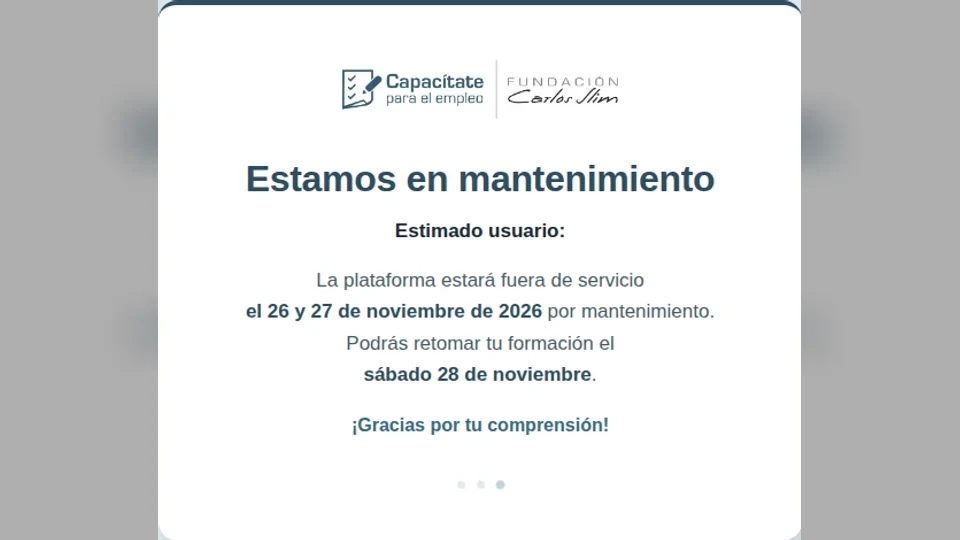 Capacítate
para el empleo
FUNDACIÓN
Carlos Slim
Estamos en mantenimiento
Estimado usuario:
La plataforma estará fuera de servicio
el 26 y 27 de noviembre de 2026 por mantenimiento.
Podrás retomar tu formación el
sábado 28 de noviembre.
¡Gracias por tu comprensión!